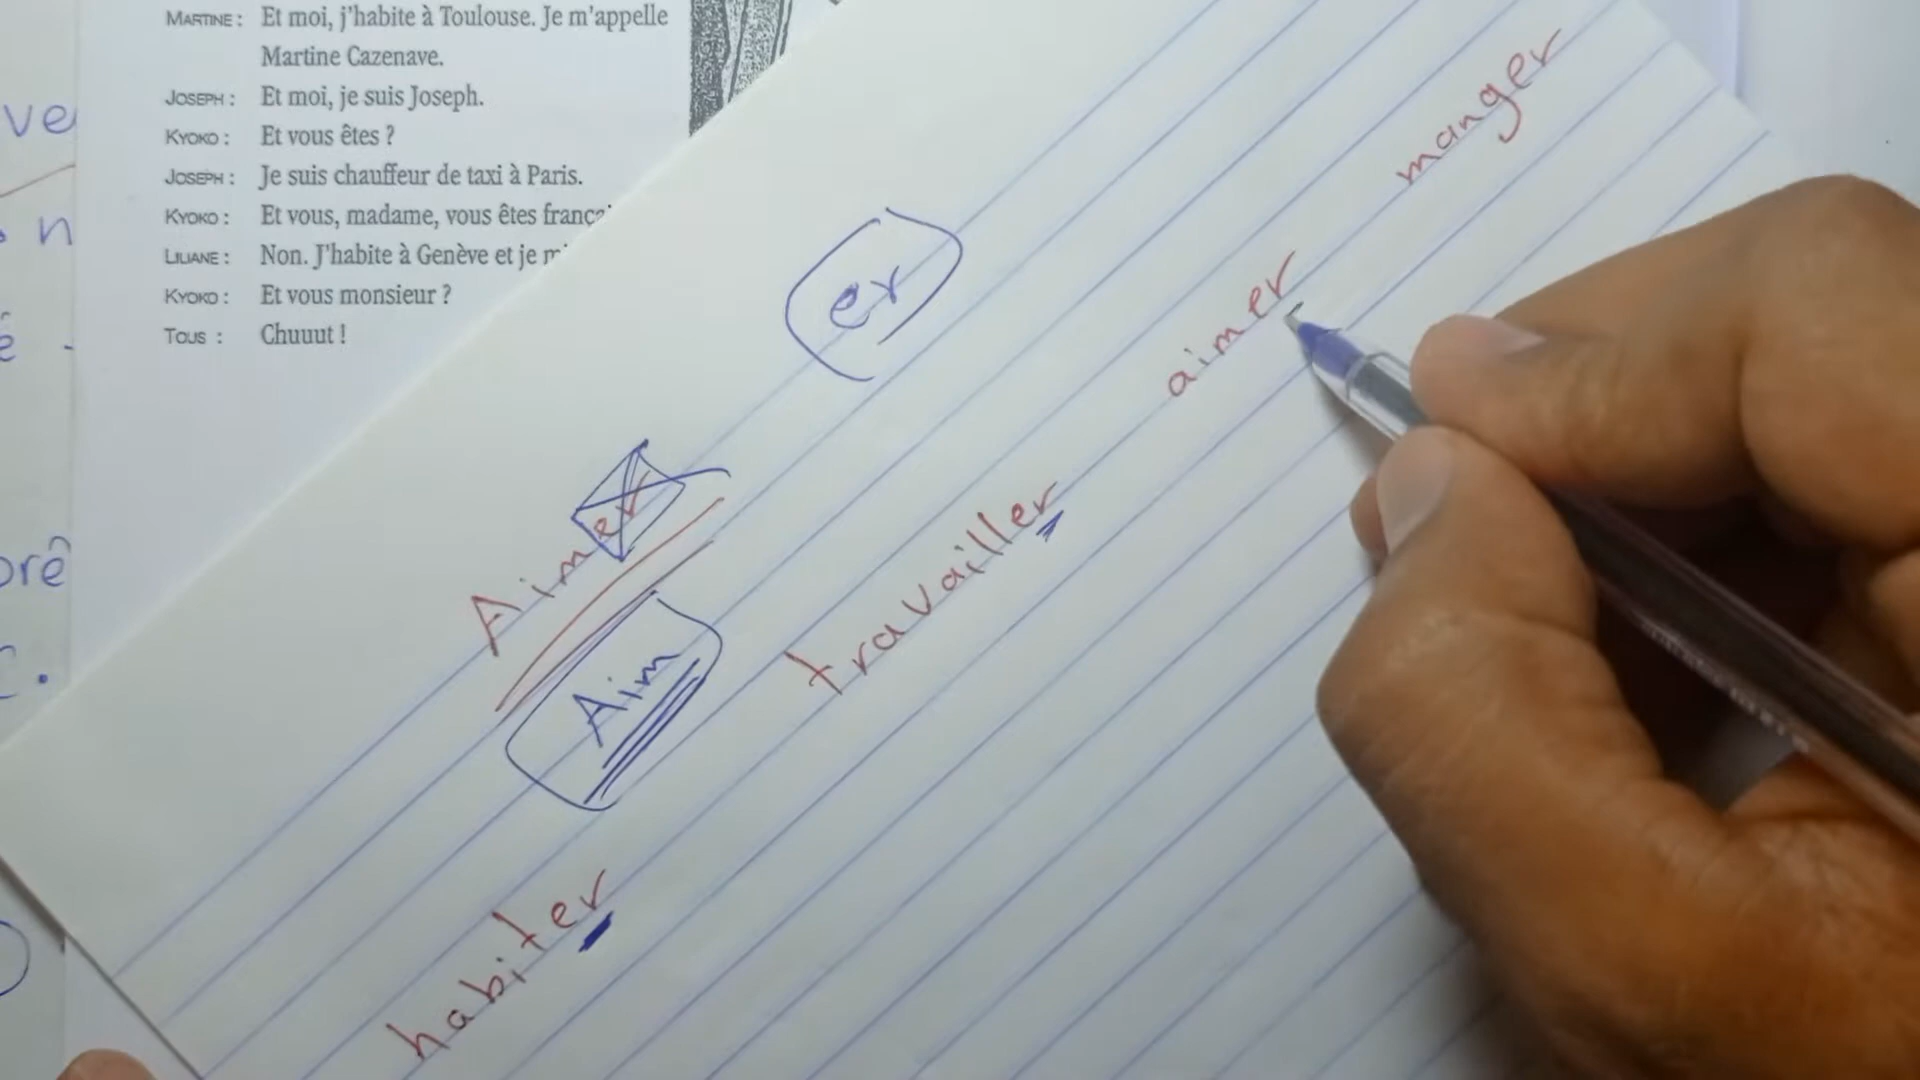 MARTINE : Et moi, j'habite à Toulouse. Je m'appelle
Martine Cazenave.
JOSEPH : Et moi, je suis Joseph.
KYOKO : Et vous êtes ?
JOSEPH : Je suis chauffeur de taxi à Paris.
KYOKO : Et vous, madame, vous êtes franç
LILIANE : Non. J'habite à Genève et je m'
KYOKO : Et vous monsieur ?
TOUS : Chuuut !
ve
n
é -
prê
er
Aimer
Aim
manger
aimer
travailler
habiter